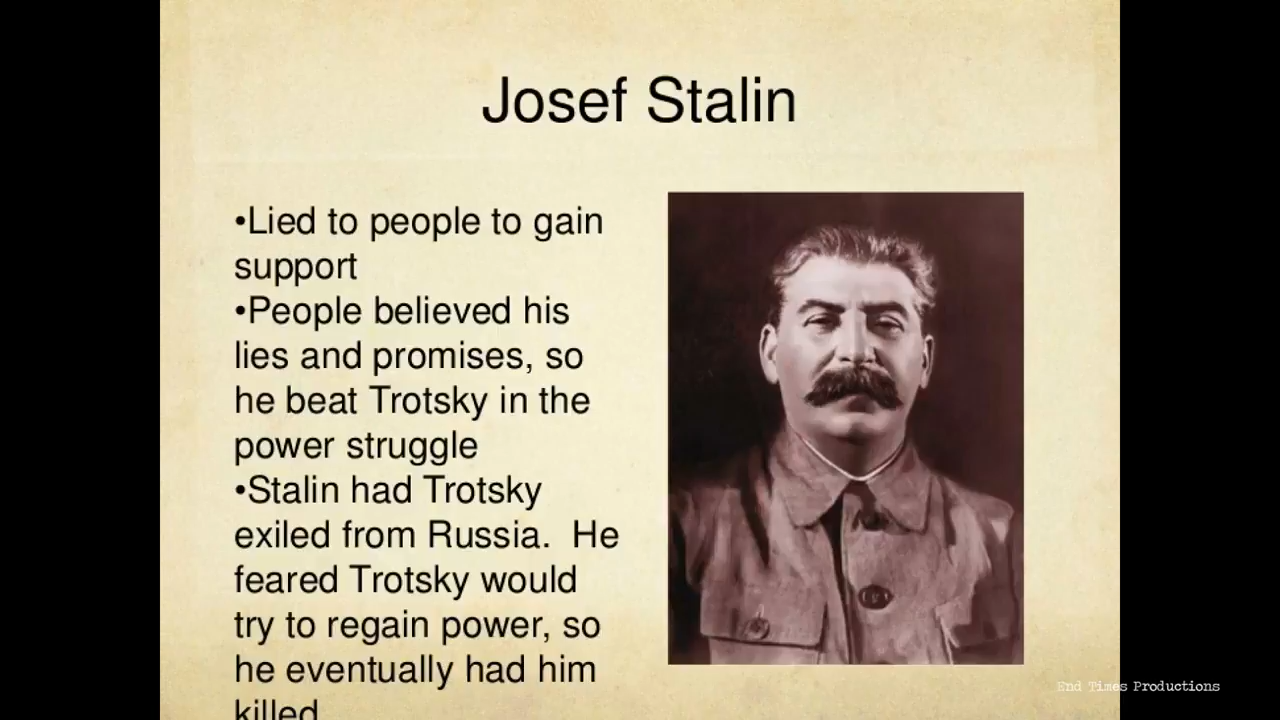 Josef Stalin
•Lied to people to gain
support
•People believed his
lies and promises, so
he beat Trotsky in the
power struggle
•Stalin had Trotsky
exiled from Russia.  He
feared Trotsky would
try to regain power, so
he eventually had him
killed
End Times Productions